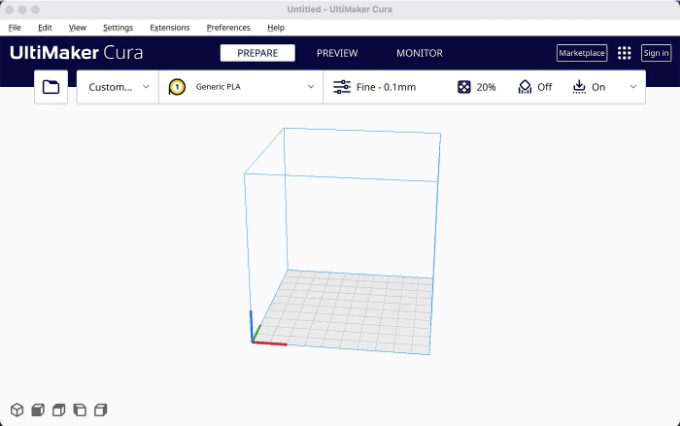 Untitled - UltiMaker Cura
File Edit View Settings Extensions Preferences Help
UltiMaker Cura PREPARE PREVIEW MONITOR Marketplace Sign in
Custom... 1 Generic PLA Fine - 0.1mm 20% Off On